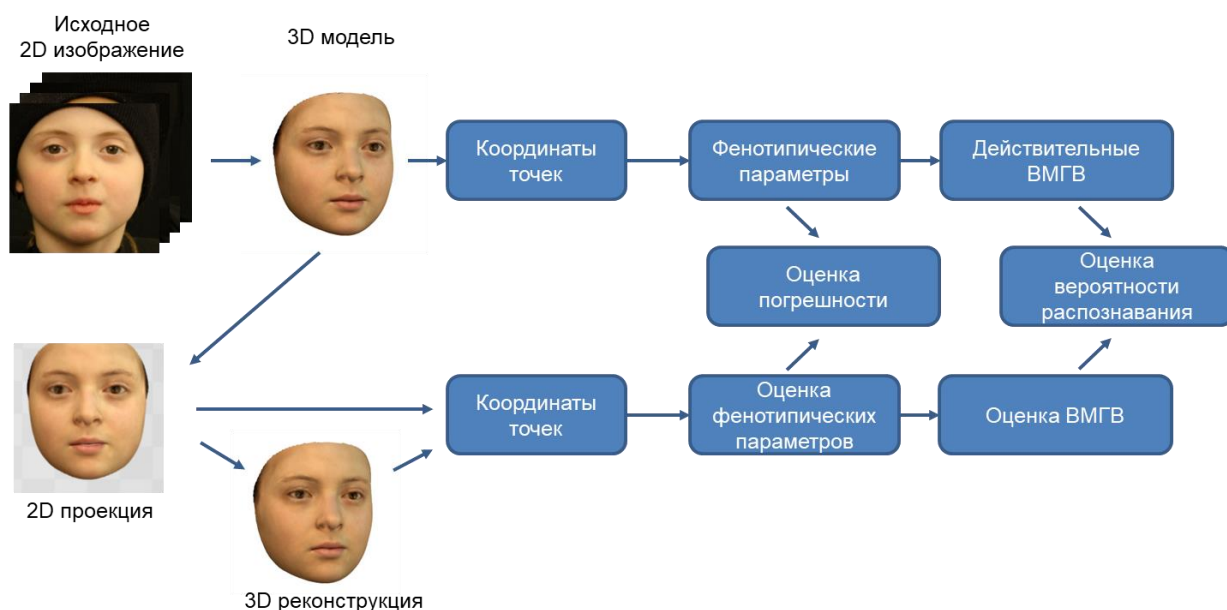 Исходное
2D изображение
3D модель
Координаты
точек
Фенотипические
параметры
Действительные
ВМГВ
Оценка
погрешности
Оценка
вероятности
распознавания
2D проекция
3D реконструкция
Координаты
точек
Оценка
фенотипических
параметров
Оценка ВМГВ